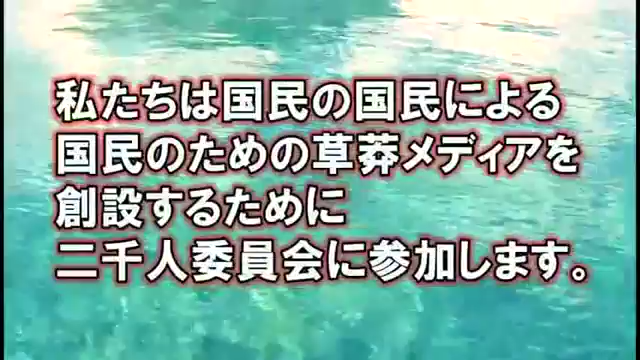 私たちは国民の国民による
国民のための草莽メディアを
創設するために
二千人委員会に参加します。